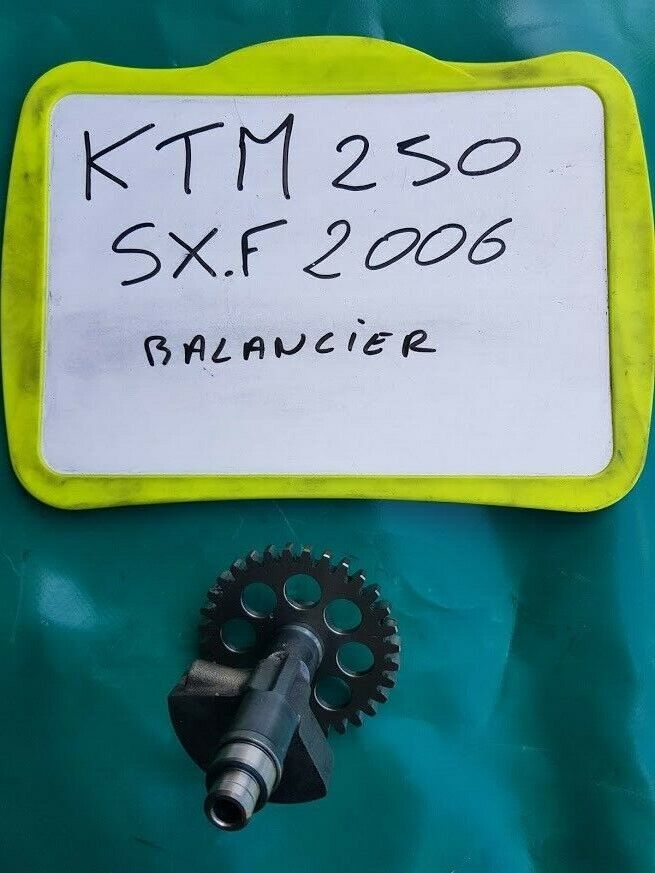 KTM 250
SX.F 2006
BALANCIER